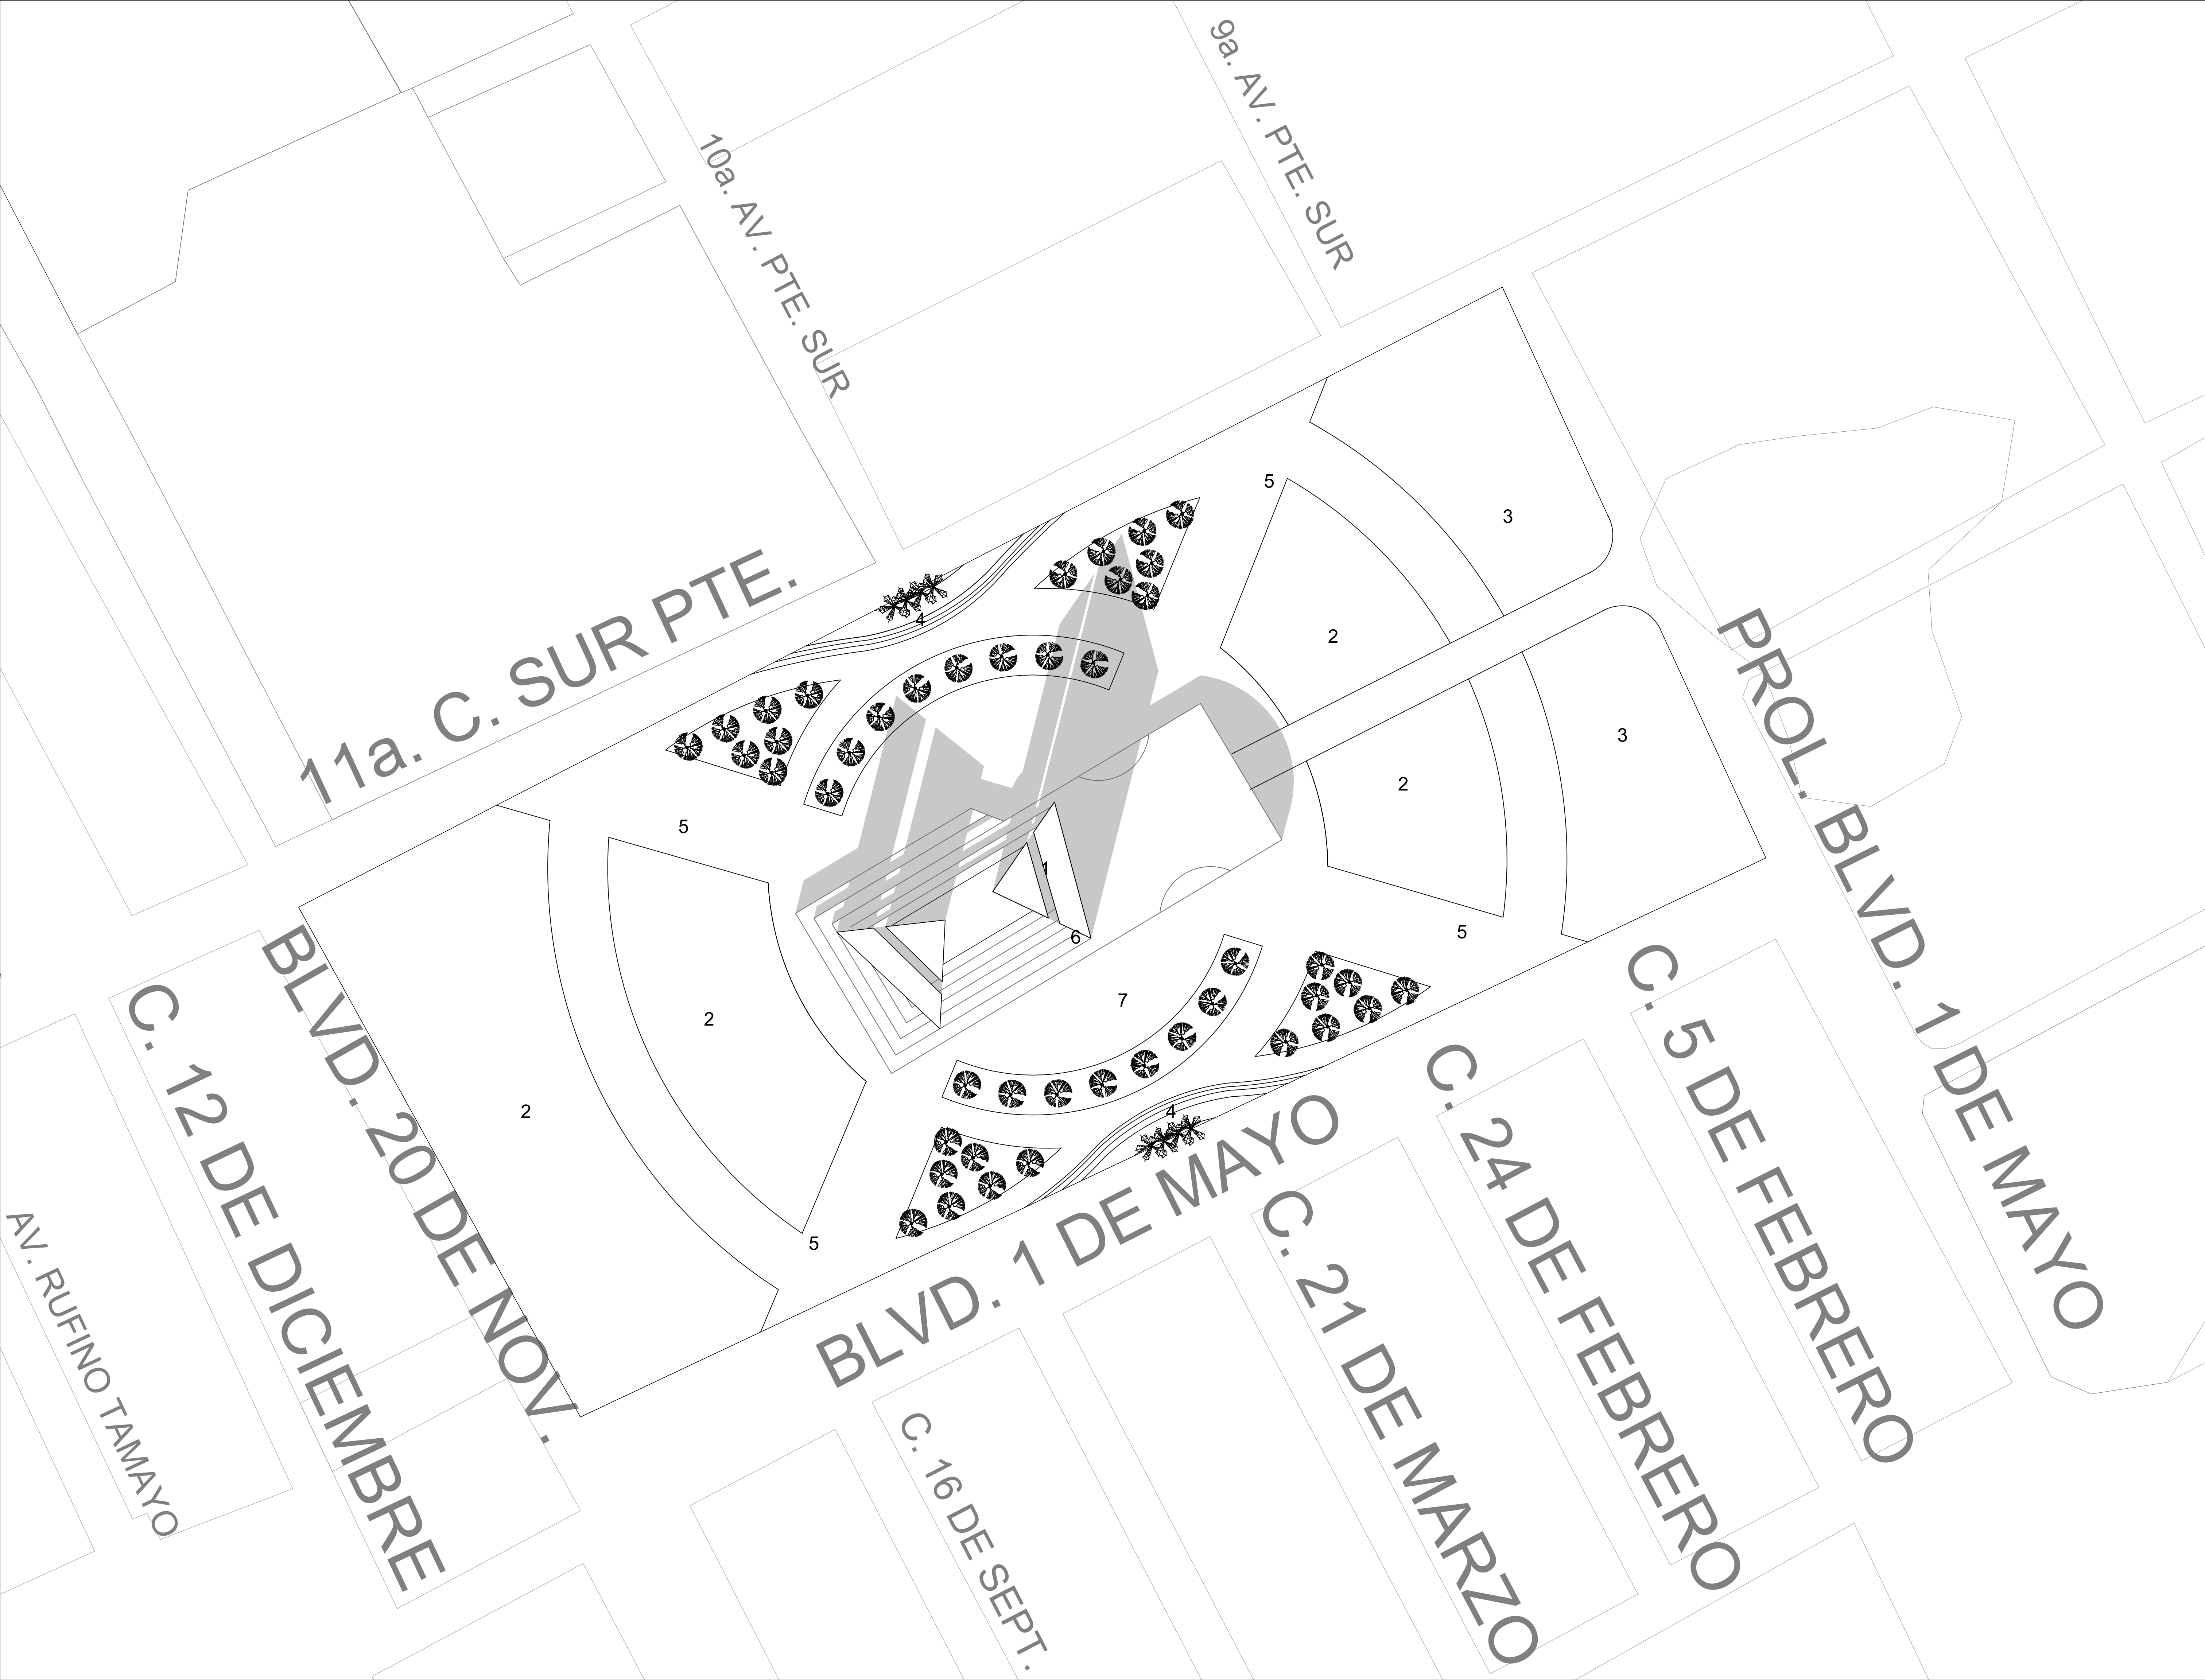 9a. AV. PTE. SUR
10a. AV. PTE. SUR
5
3
11a. C. SUR PTE.
4
2
PROL. BLVD. 1 DE MAYO
3
2
5
1
5
6
BLVD. 20 DE NOV.
C. 12 DE DICIEMBRE
7
2
2
4
C. 5 DE FEBRERO
C. 24 DE FEBRERO
BLVD. 1 DE MAYO
C. 21 DE MARZO
AV. RUFINO TAMAYO
5
C. 16 DE SEPT.